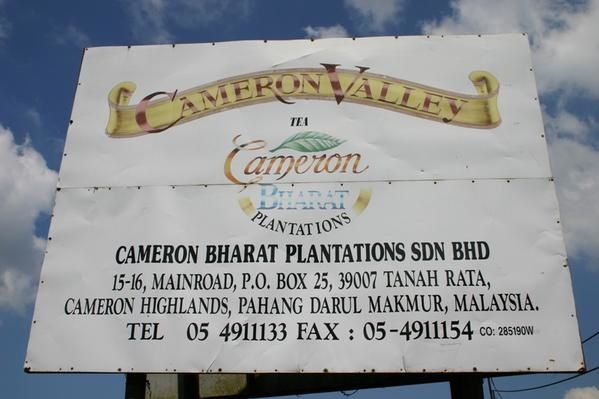 CAMERON VALLEY
TEA
Cameron
BHARAT
PLANTATIONS
CAMERON BHARAT PLANTATIONS SDN BHD
15-16, MAINROAD, P.O. BOX 25, 39007 TANAH RATA,
CAMERON HIGHLANDS, PAHANG DARUL MAKMUR, MALAYSIA.
TEL 05 4911133 FAX : 05-4911154 CO: 285190W